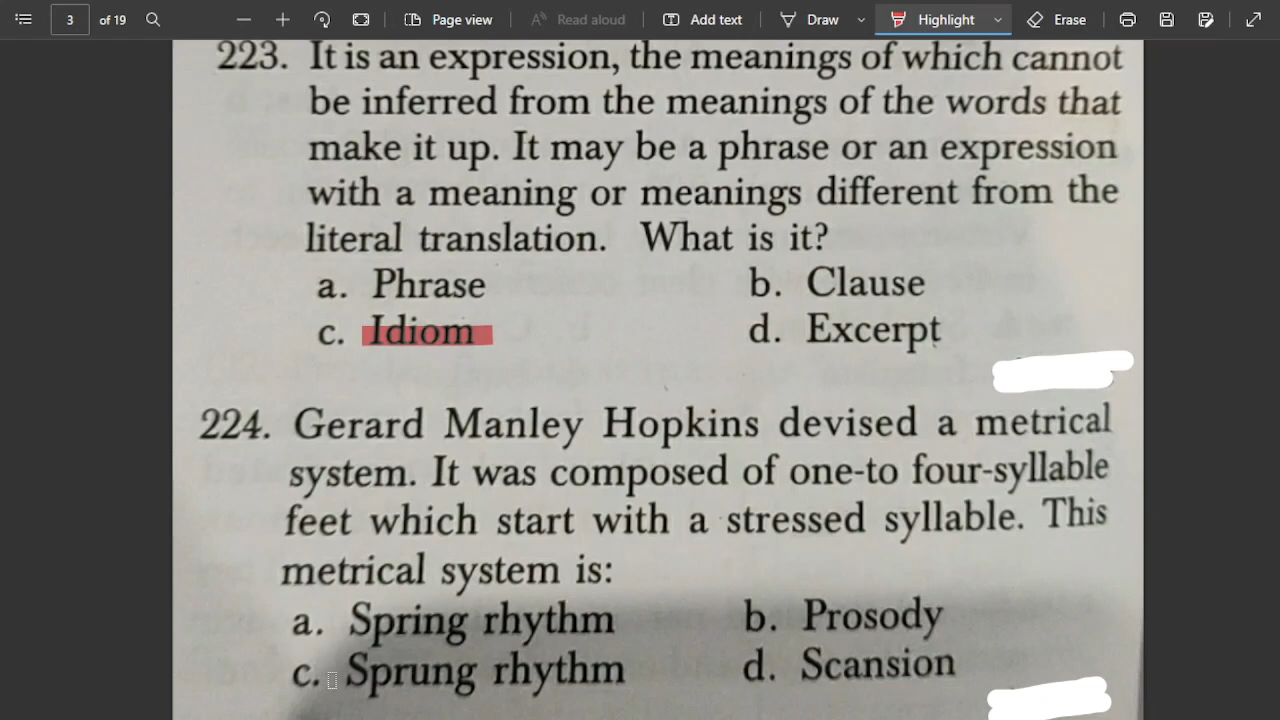 3 of 19 Page view Read aloud Add text Draw Highlight Erase
223. It is an expression, the meanings of which cannot
be inferred from the meanings of the words that
make it up. It may be a phrase or an expression
with a meaning or meanings different from the
literal translation. What is it?
a. Phrase b. Clause
c. Idiom d. Excerpt
224. Gerard Manley Hopkins devised a metrical
system. It was composed of one-to four-syllable
feet which start with a stressed syllable. This
metrical system is:
a. Spring rhythm b. Prosody
c. Sprung rhythm d. Scansion